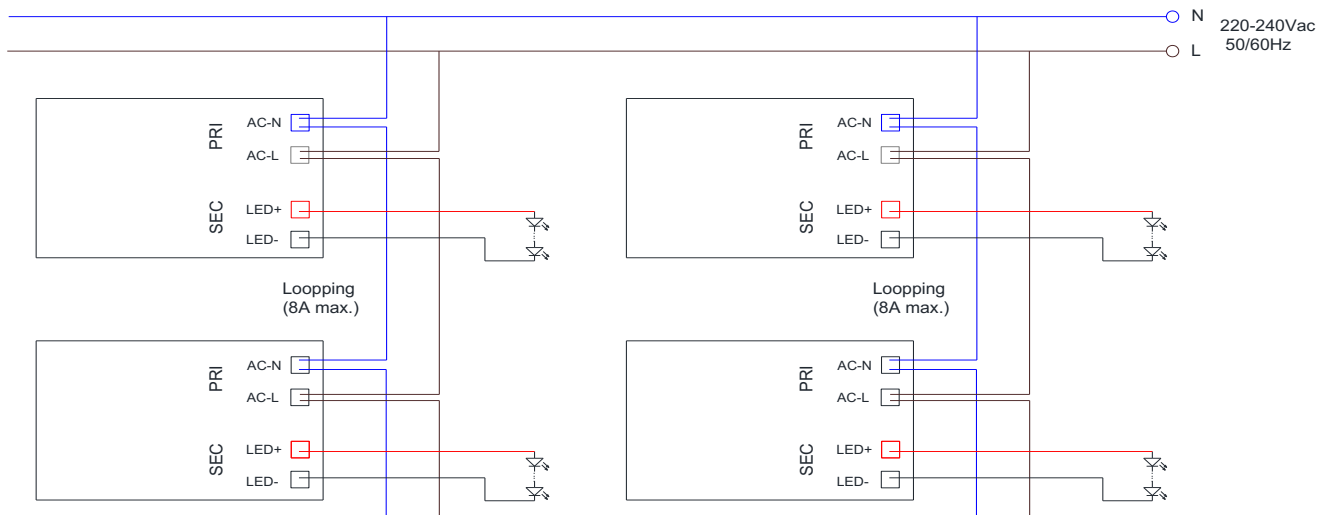 N
220-240Vac
L
50/60Hz
PRI
AC-N
AC-L
SEC
LED+
LED-
PRI
AC-N
AC-L
SEC
LED+
LED-
Loopping
(8A max.)
Loopping
(8A max.)
PRI
AC-N
AC-L
SEC
LED+
LED-
PRI
AC-N
AC-L
SEC
LED+
LED-